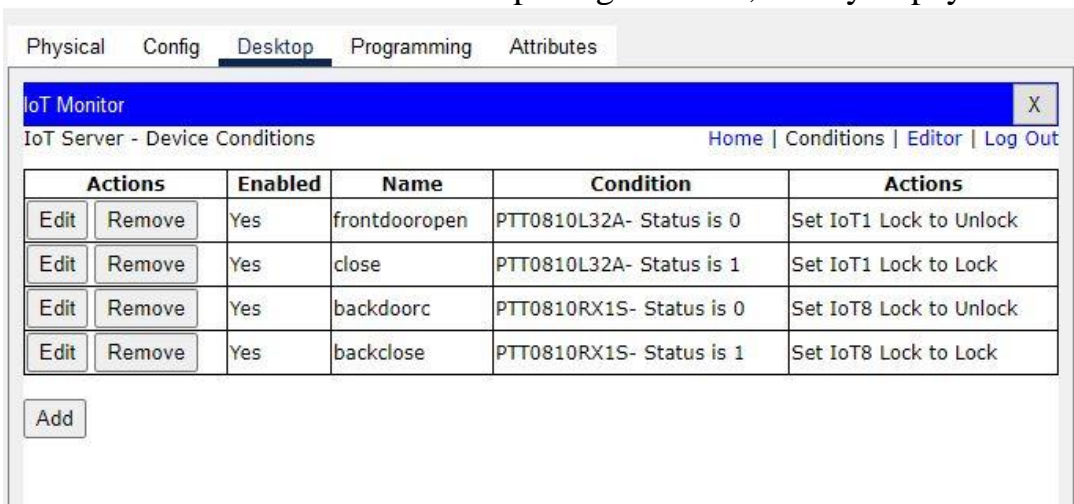 Physical Config Desktop Programming Attributes
IoT Monitor X
IoT Server - Device Conditions Home | Conditions | Editor | Log Out
Actions Enabled Name Condition Actions
Edit Remove Yes frontdooropen PTT0810L32A- Status is 0 Set IoT1 Lock to Unlock
Edit Remove Yes close PTT0810L32A- Status is 1 Set IoT1 Lock to Lock
Edit Remove Yes backdoorc PTT0810RX1S- Status is 0 Set IoT8 Lock to Unlock
Edit Remove Yes backclose PTT0810RX1S- Status is 1 Set IoT8 Lock to Lock
Add